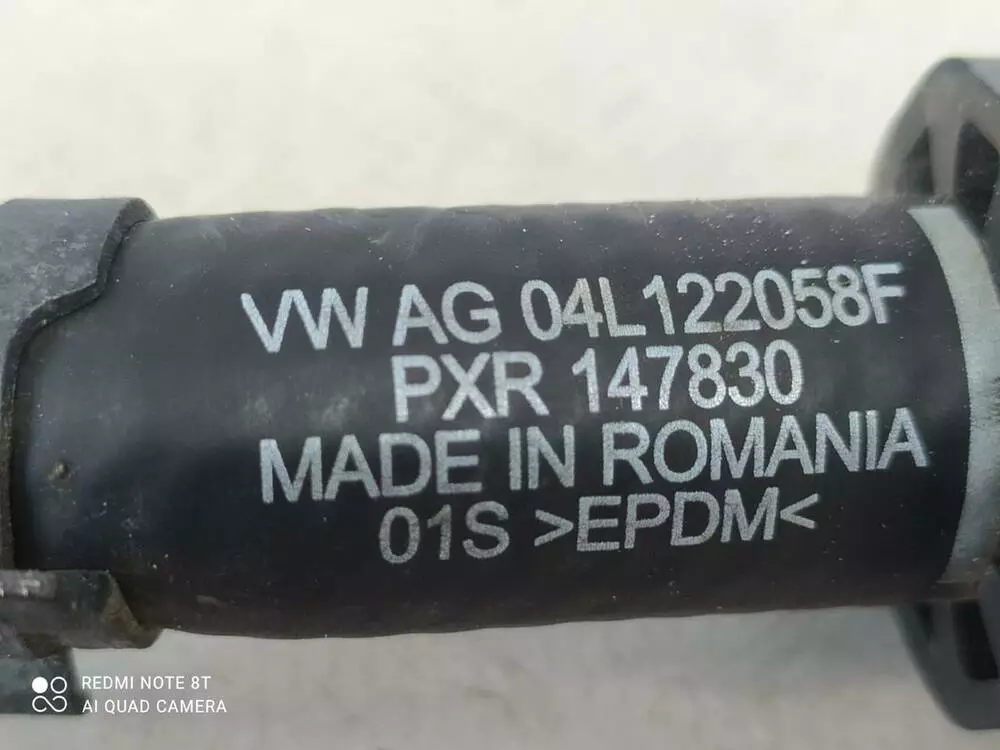 VW AG 04L122058F
PXR 147830
MADE IN ROMANIA
01S >EPDM<
REDMI NOTE 8T
AI QUAD CAMERA